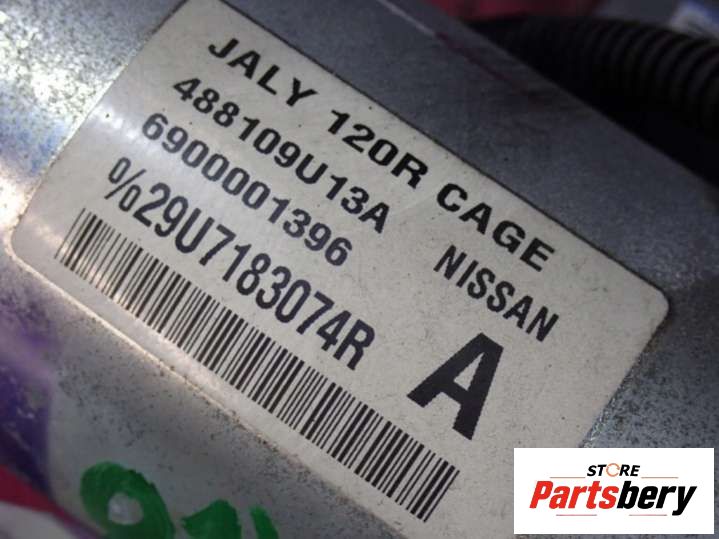 JALY 120R CAGE
488109U13A
6900001396 NISSAN
%29U7183074R A
STORE
Partsbery